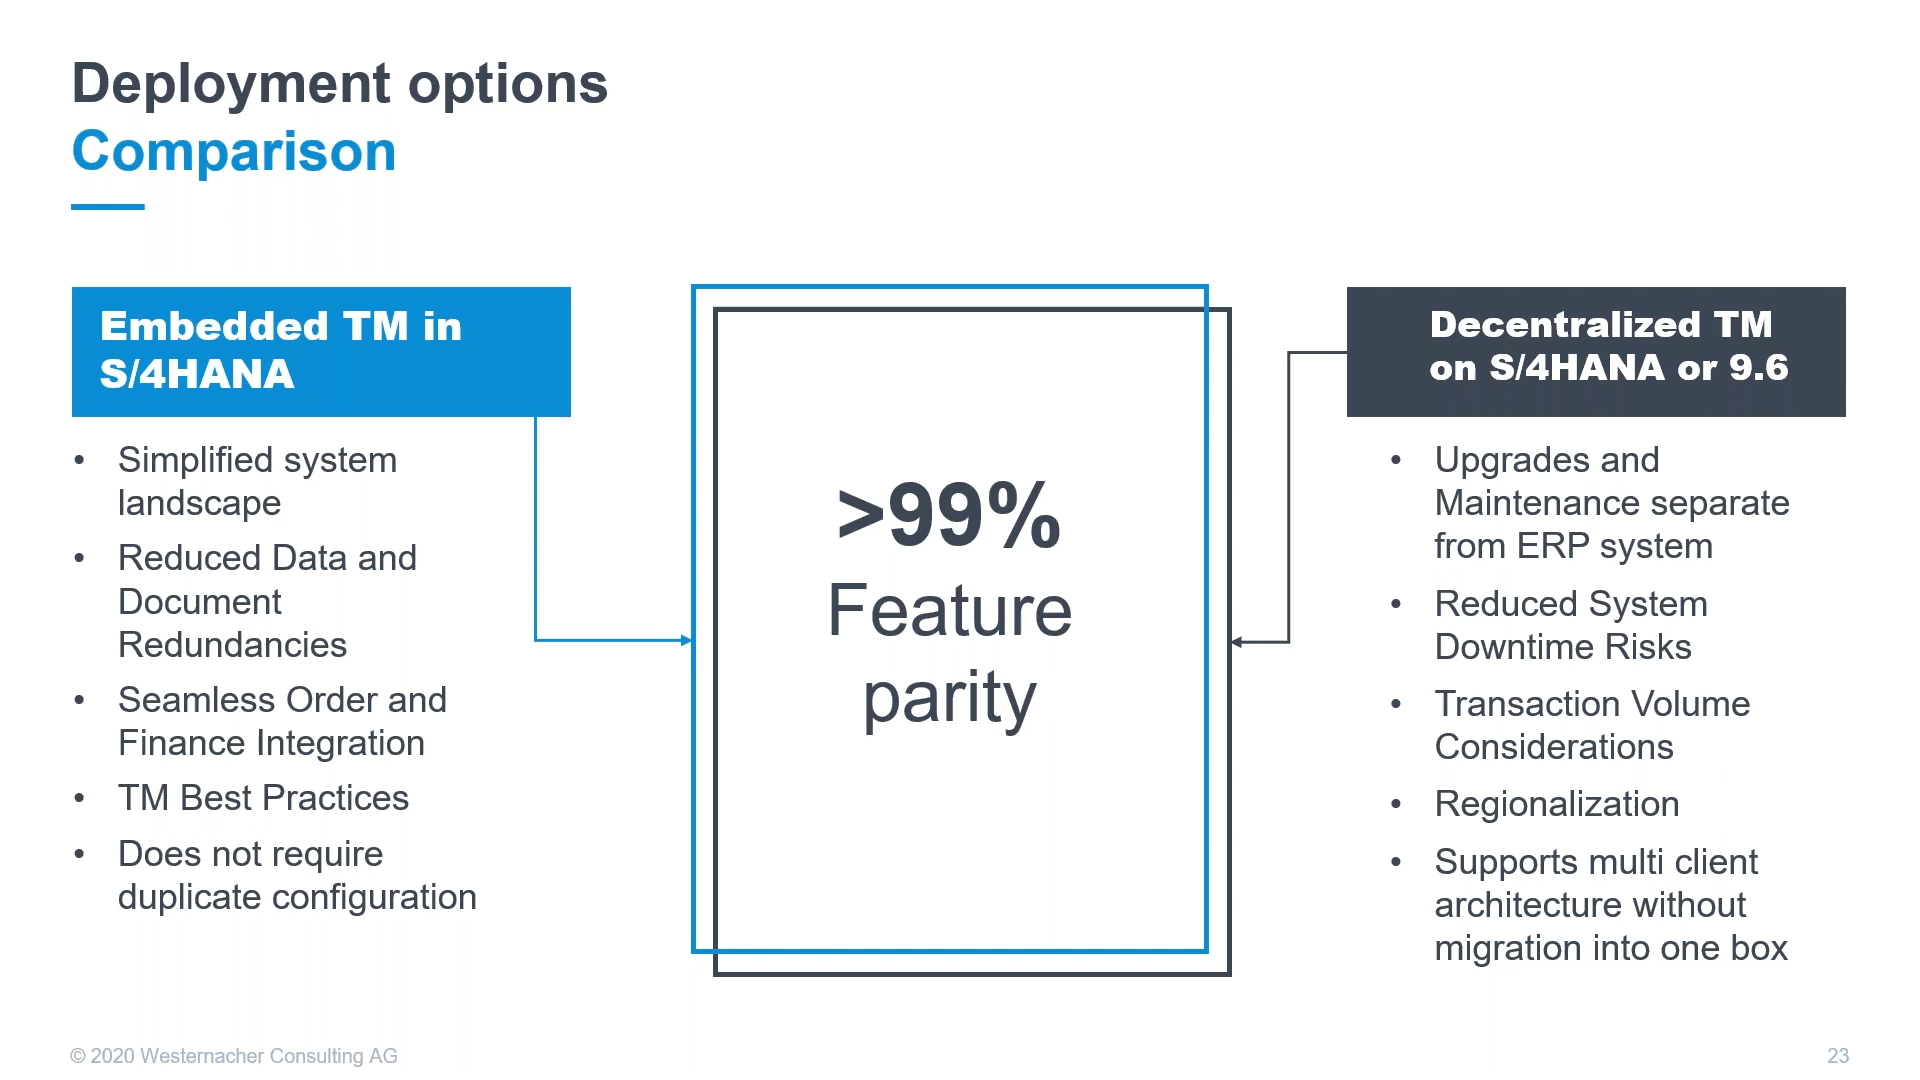 Deployment options
Comparison
Embedded TM in
S/4HANA
• Simplified system
landscape
• Reduced Data and
Document
Redundancies
• Seamless Order and
Finance Integration
• TM Best Practices
• Does not require
duplicate configuration
>99%
Feature
parity
Decentralized TM
on S/4HANA or 9.6
• Upgrades and
Maintenance separate
from ERP system
• Reduced System
Downtime Risks
• Transaction Volume
Considerations
• Regionalization
• Supports multi client
architecture without
migration into one box
© 2020 Westernacher Consulting AG
23